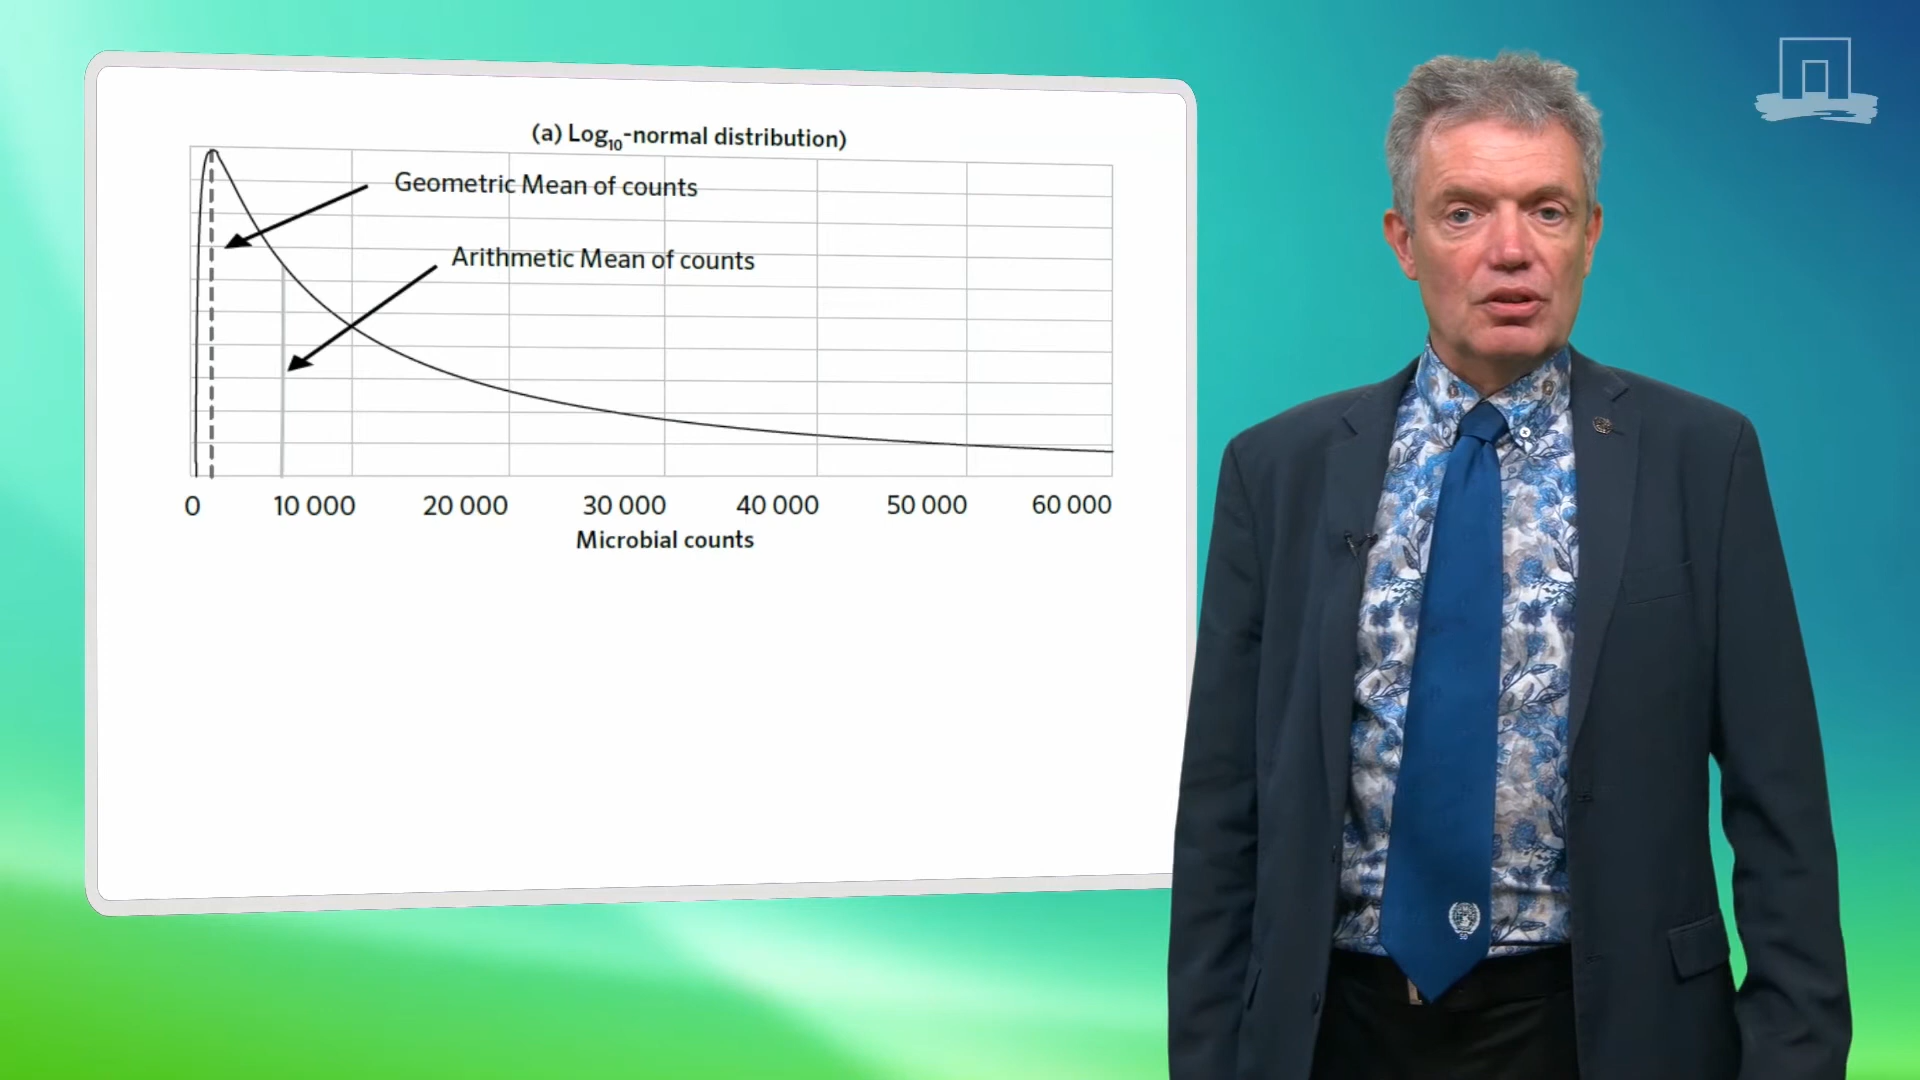 (a) Log₁₀-normal distribution)
Geometric Mean of counts
Arithmetic Mean of counts
0 10 000 20 000 30 000 40 000 50 000 60 000
Microbial counts
50